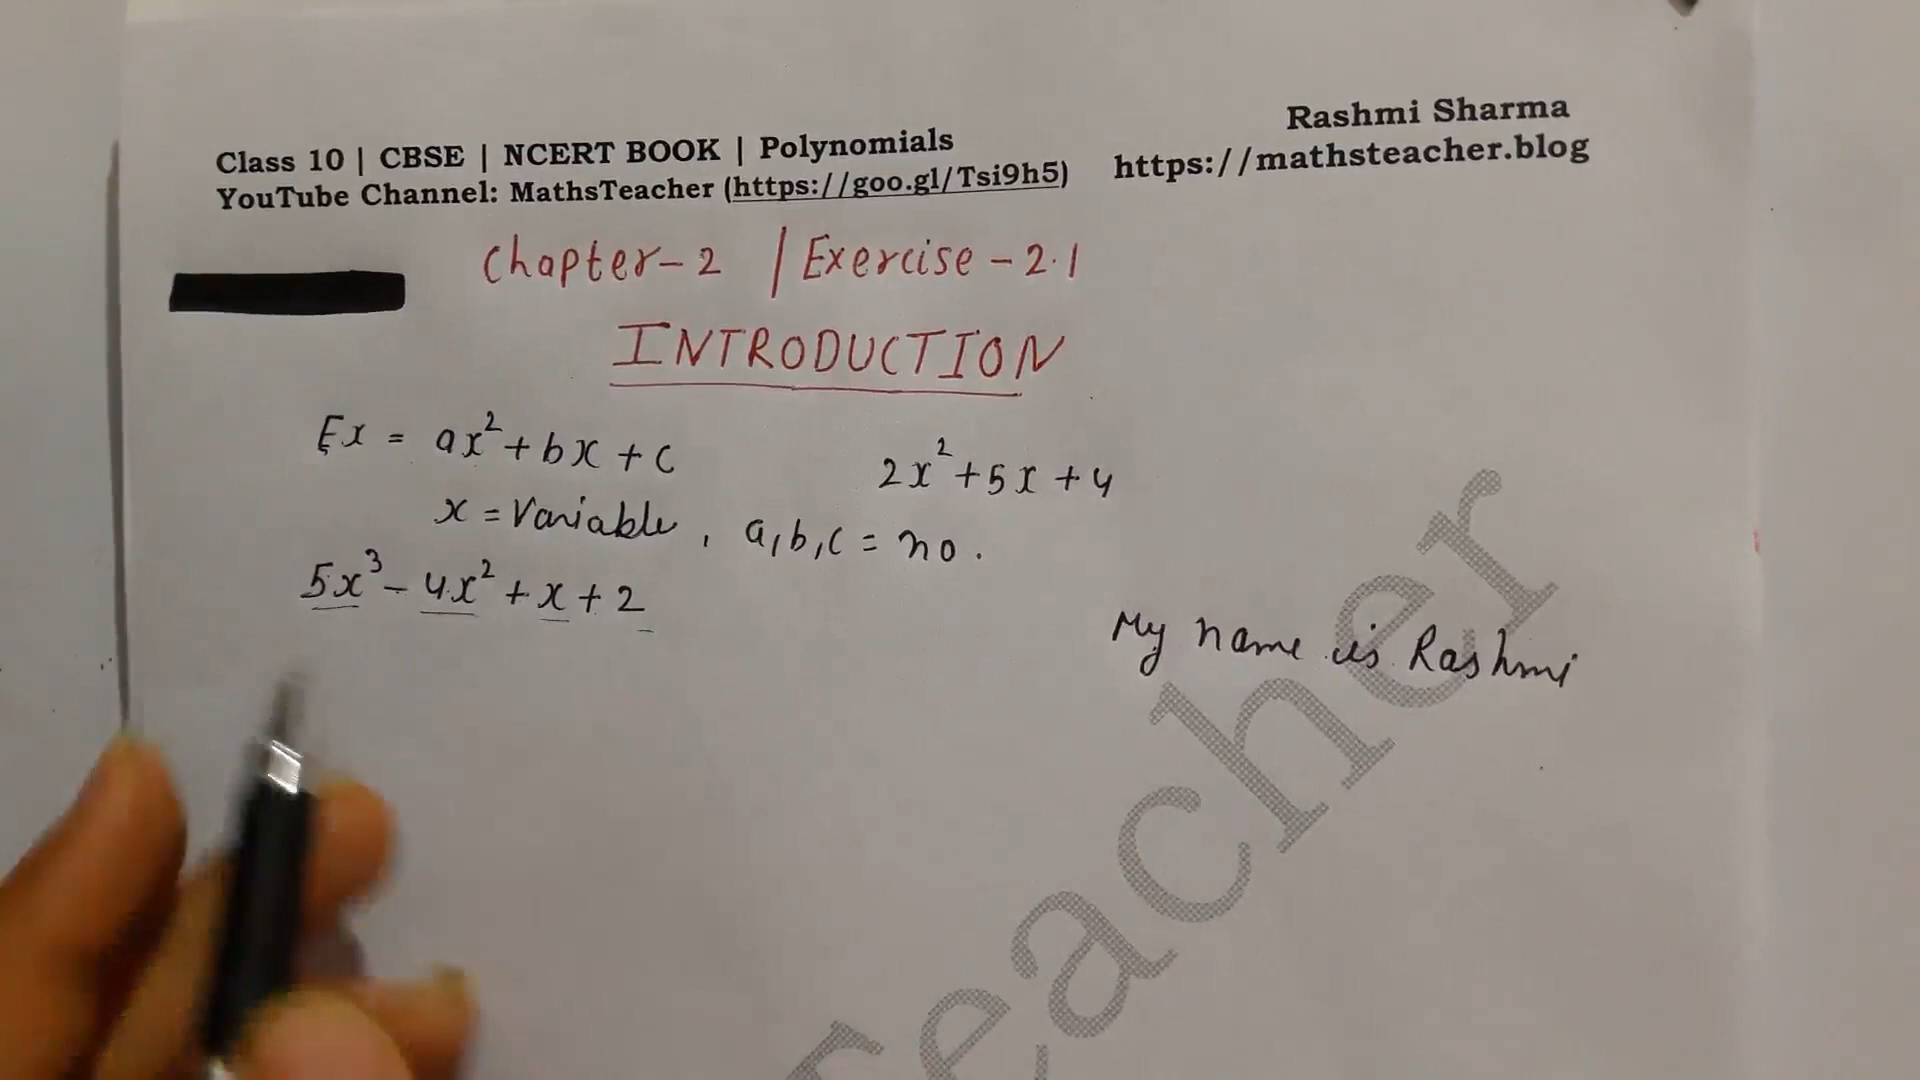 Class 10 | CBSE | NCERT BOOK | Polynomials
YouTube Channel: MathsTeacher (https://goo.gl/Tsi9h5)
Rashmi Sharma
https://mathsteacher.blog
Chapter-2 | Exercise-2.1
INTRODUCTION
Ex = ax² + bx + c
2x² + 5x + 4
x = Variable, a, b, c = no.
5x³ - 4x² + x + 2
My name is Rashmi
Teacher